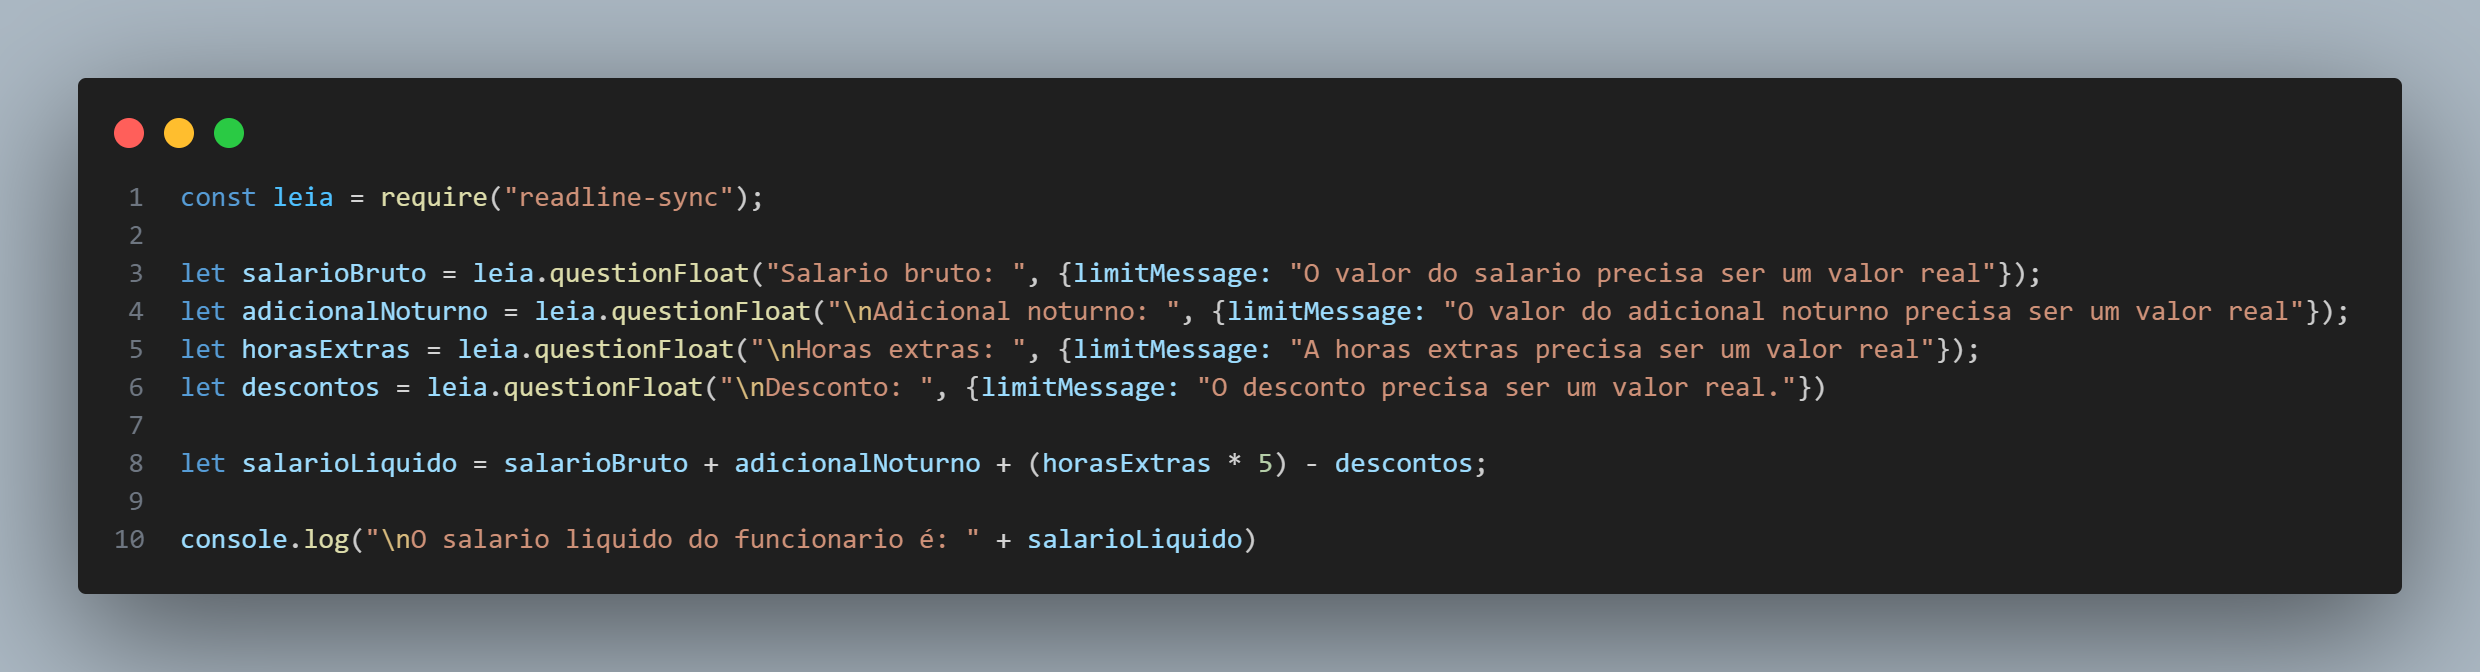 1 const leia = require("readline-sync");
2
3 let salarioBruto = leia.questionFloat("Salario bruto: ", {limitMessage: "O valor do salario precisa ser um valor real"});
4 let adicionalNoturno = leia.questionFloat("\nAdicional noturno: ", {limitMessage: "O valor do adicional noturno precisa ser um valor real"});
5 let horasExtras = leia.questionFloat("\nHoras extras: ", {limitMessage: "A horas extras precisa ser um valor real"});
6 let descontos = leia.questionFloat("\nDesconto: ", {limitMessage: "O desconto precisa ser um valor real."})
7
8 let salarioLiquido = salarioBruto + adicionalNoturno + (horasExtras * 5) - descontos;
9
10 console.log("\nO salario liquido do funcionario é: " + salarioLiquido)